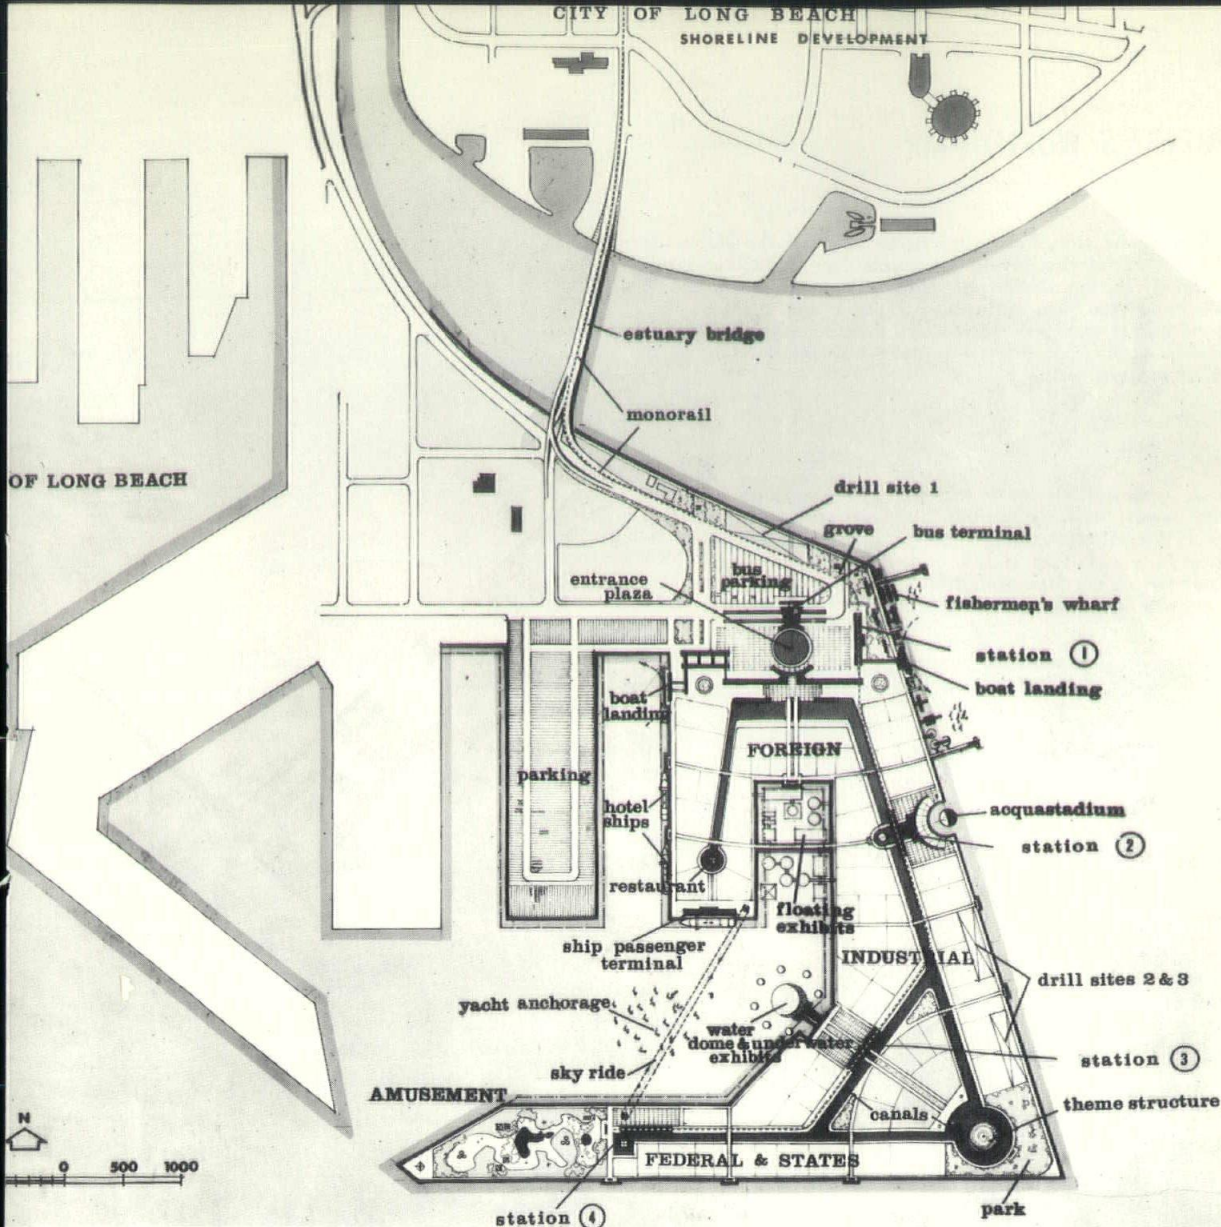 CITY OF LONG BEACH
SHORELINE DEVELOPMENT
estuary bridge
monorail
OF LONG BEACH
drill site 1
grove
bus terminal
bus
parking
entrance
plaza
fishermen's wharf
station 1
boat landing
boat
landing
FOREIGN
parking
hotel
ships
acquastadium
station 2
restaurant
floating
exhibits
ship passenger
terminal
INDUSTRIAL
drill sites 2 & 3
yacht anchorage
water
dome & underwater
exhibits
sky ride
station 3
AMUSEMENT
canals
theme structure
N
0 500 1000
FEDERAL & STATES
park
station 4